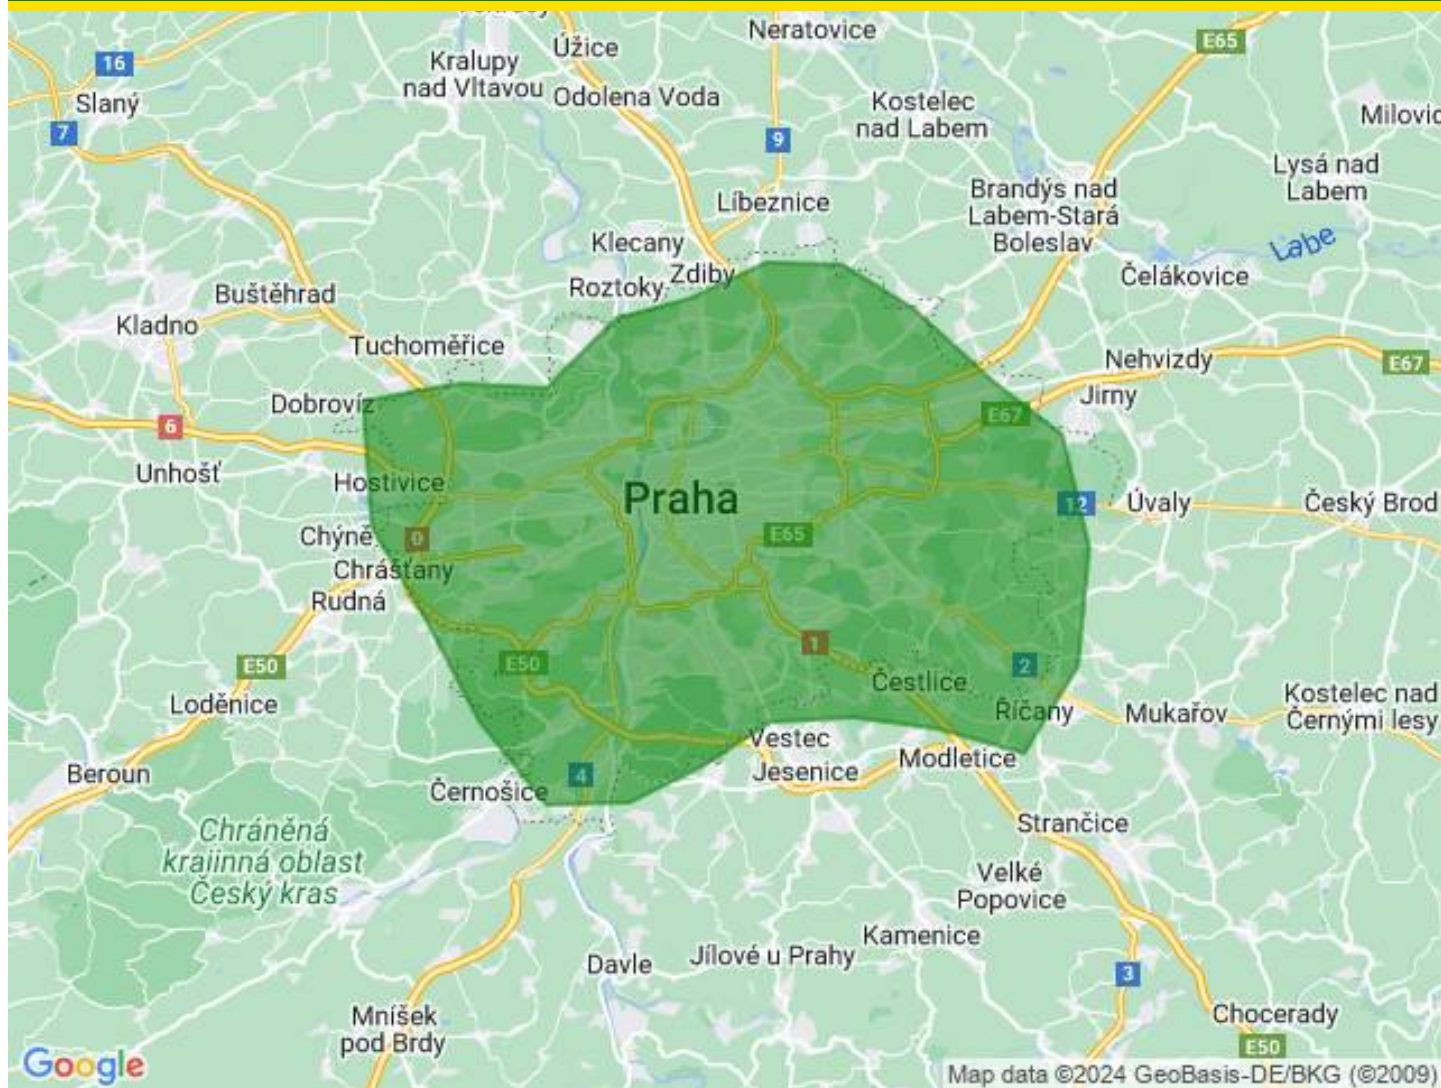 Neratovice
E65
Úžice
16
Kralupy
nad Vltavou
Slaný
Odolena Voda
Kostelec
nad Labem
7
9
Lysá nad
Labem
Brandýs nad
Labem-Stará
Boleslav
Líbeznice
Klecany
Labe
Zdiby
Čelákovice
Roztoky
Buštěhrad
Kladno
Tuchoměřice
Nehvizdy
E67
Jirny
Dobrovíz
E67
6
Unhošť
Hostivice
Praha
12
Úvaly
Český Brod
Chýně
0
E65
Chrášťany
Rudná
1
E50
E50
2
Čestlice
Loděnice
Kostelec nad
Černými lesy
Říčany
Mukařov
Vestec
Modletice
Beroun
4
Jesenice
Černošice
Strančice
Chráněná
krajinná oblast
Český kras
Velké
Popovice
Kamenice
Jílové u Prahy
Davle
3
Mníšek
pod Brdy
Chocerady
E50
Google
Map data ©2024 GeoBasis-DE/BKG (©2009)